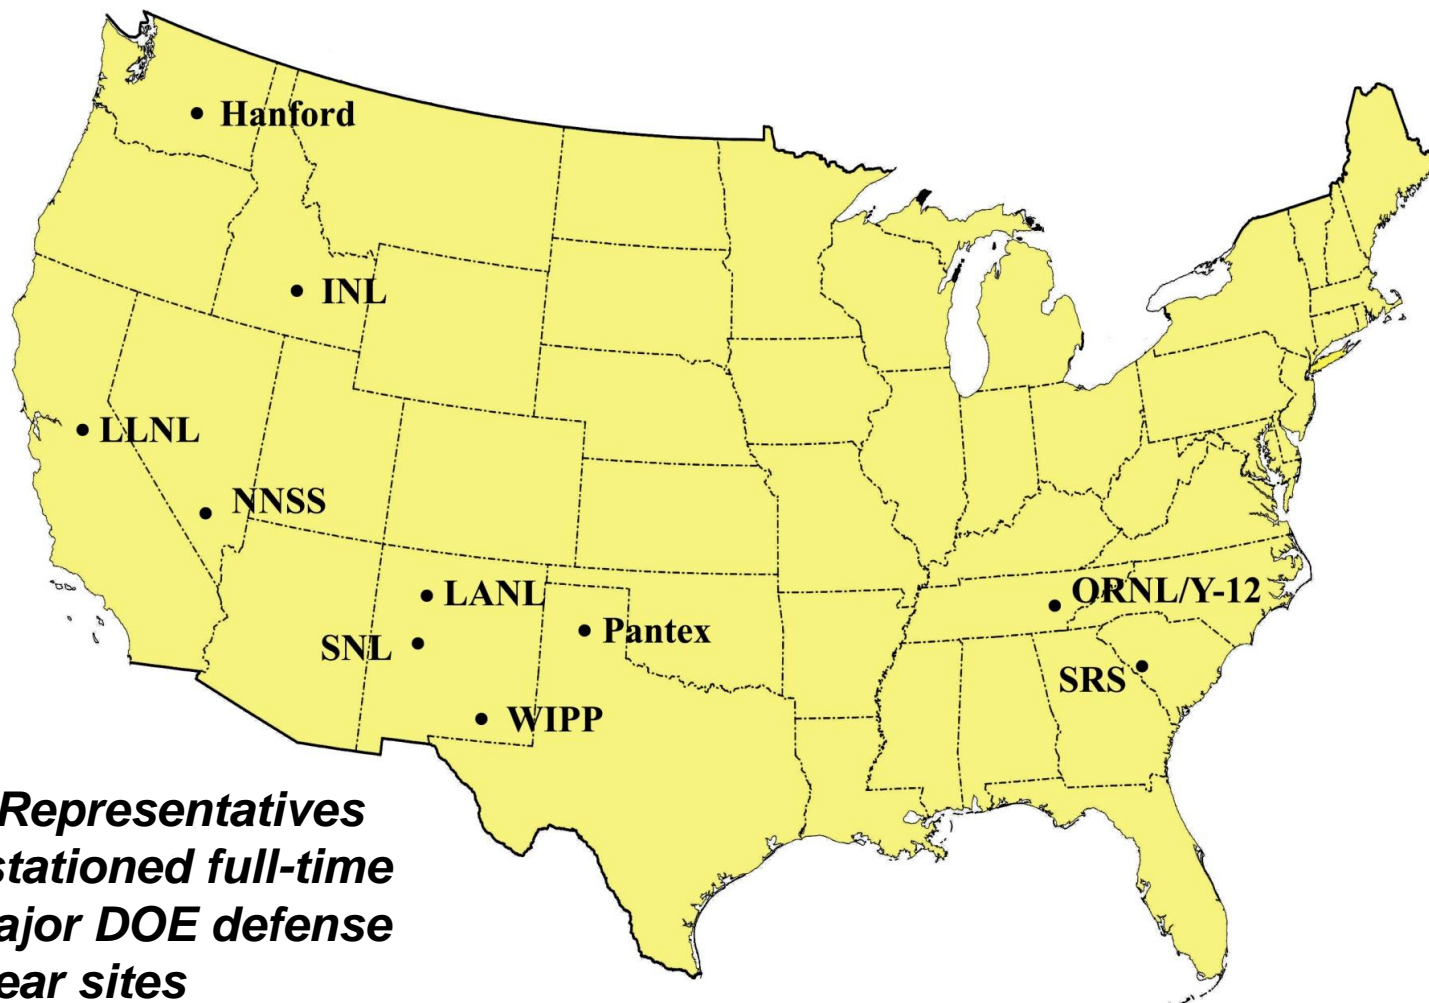 Hanford
INL
LLNL
NNSS
LANL
ORNL/Y-12
Pantex
SNL
SRS
WIPP
Representatives
stationed full-time
ajor DOE defense
ear sites